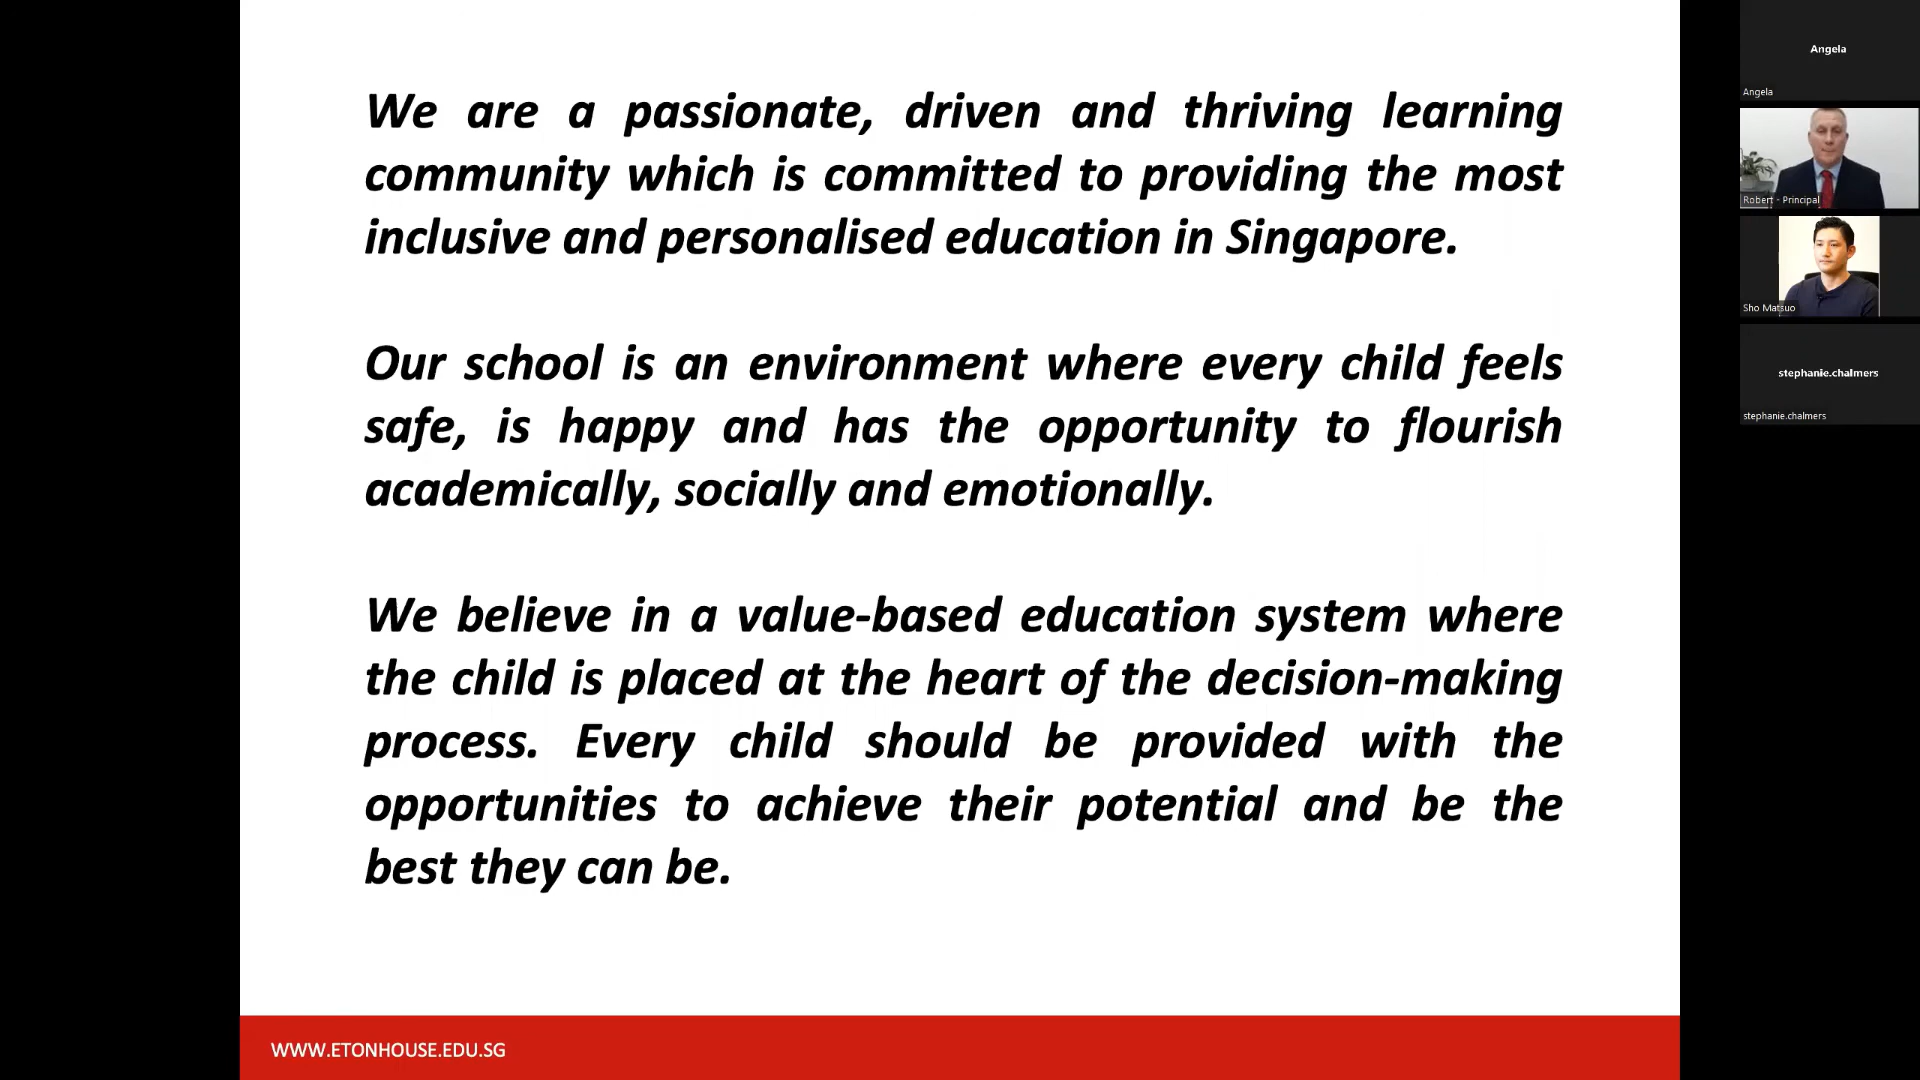 We are a passionate, driven and thriving learning
community which is committed to providing the most
inclusive and personalised education in Singapore.
Our school is an environment where every child feels
safe, is happy and has the opportunity to flourish
academically, socially and emotionally.
We believe in a value-based education system where
the child is placed at the heart of the decision-making
process. Every child should be provided with the
opportunities to achieve their potential and be the
best they can be.
WWW.ETONHOUSE.EDU.SG
Angela
Angela
Robert - Principal
Sho Matsuo
stephanie.chalmers
stephanie.chalmers